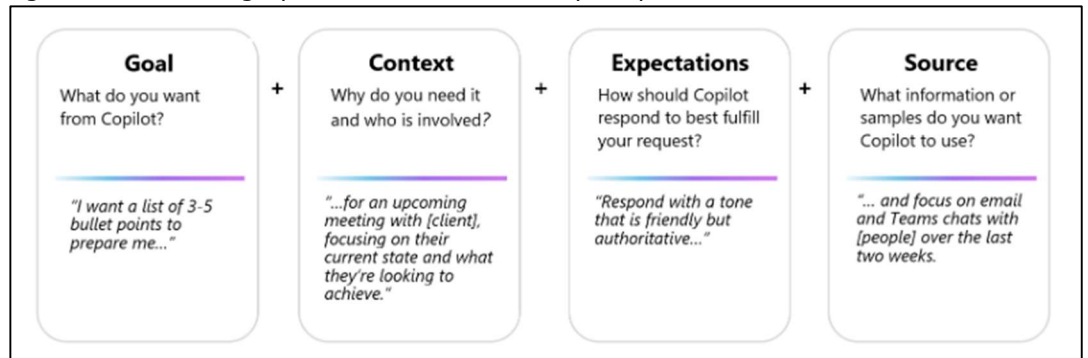 Goal
What do you want
from Copilot?
"I want a list of 3-5
bullet points to
prepare me..."
+
Context
Why do you need it
and who is involved?
"...for an upcoming
meeting with [client],
focusing on their
current state and what
they're looking to
achieve."
+
Expectations
How should Copilot
respond to best fulfill
your request?
"Respond with a tone
that is friendly but
authoritative..."
+
Source
What information or
samples do you want
Copilot to use?
"... and focus on email
and Teams chats with
[people] over the last
two weeks.